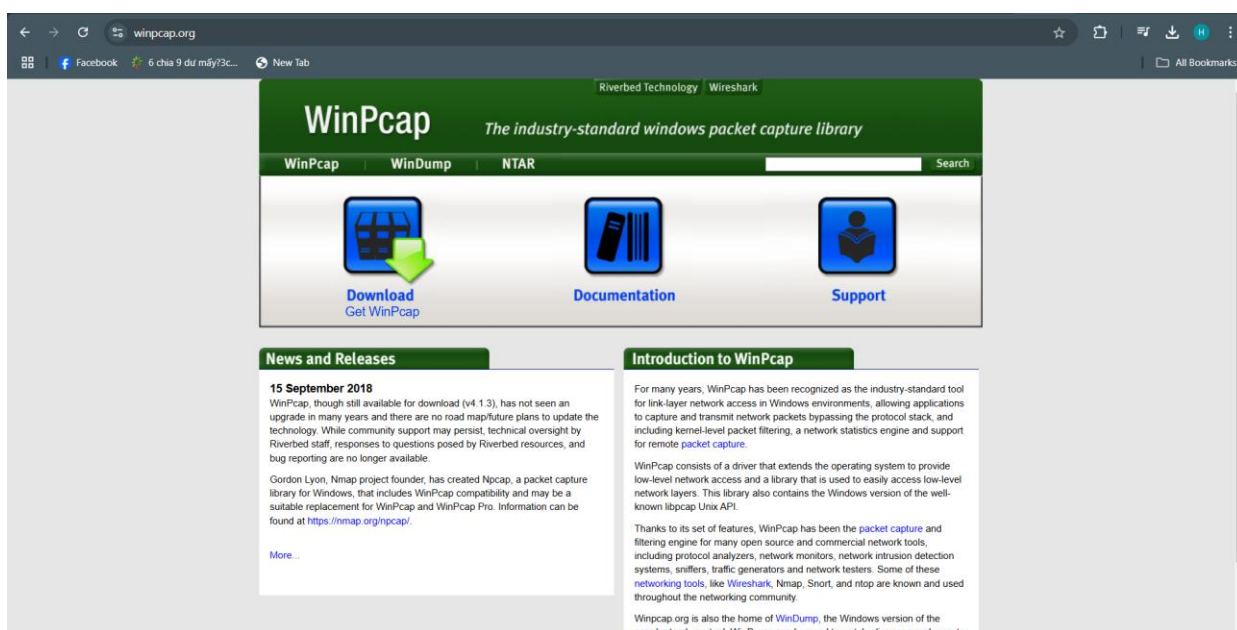 winpcap.org
Facebook
6 chia 9 dư mấy?3c...
New Tab
All Bookmarks
Riverbed Technology Wireshark
WinPcap
The industry-standard windows packet capture library
WinPcap WinDump NTAR
Search
Download
Get WinPcap
Documentation
Support
News and Releases
15 September 2018
WinPcap, though still available for download (v4.1.3), has not seen an
upgrade in many years and there are no road map/future plans to update the
technology. While community support may persist, technical oversight by
Riverbed staff, responses to questions posed by Riverbed resources, and
bug reporting are no longer available.
Gordon Lyon, Nmap project founder, has created Npcap, a packet capture
library for Windows, that includes WinPcap compatibility and may be a
suitable replacement for WinPcap and WinPcap Pro. Information can be
found at https://nmap.org/npcap/.
More...
Introduction to WinPcap
For many years, WinPcap has been recognized as the industry-standard tool
for link-layer network access in Windows environments, allowing applications
to capture and transmit network packets bypassing the protocol stack, and
including kernel-level packet filtering, a network statistics engine and support
for remote packet capture.
WinPcap consists of a driver that extends the operating system to provide
low-level network access and a library that is used to easily access low-level
network layers. This library also contains the Windows version of the well-
known libpcap Unix API.
Thanks to its set of features, WinPcap has been the packet capture and
filtering engine for many open source and commercial network tools,
including protocol analyzers, network monitors, network intrusion detection
systems, sniffers, traffic generators and network testers. Some of these
networking tools, like Wireshark, Nmap, Snort, and ntop are known and used
throughout the networking community.
Winpcap.org is also the home of WinDump, the Windows version of the